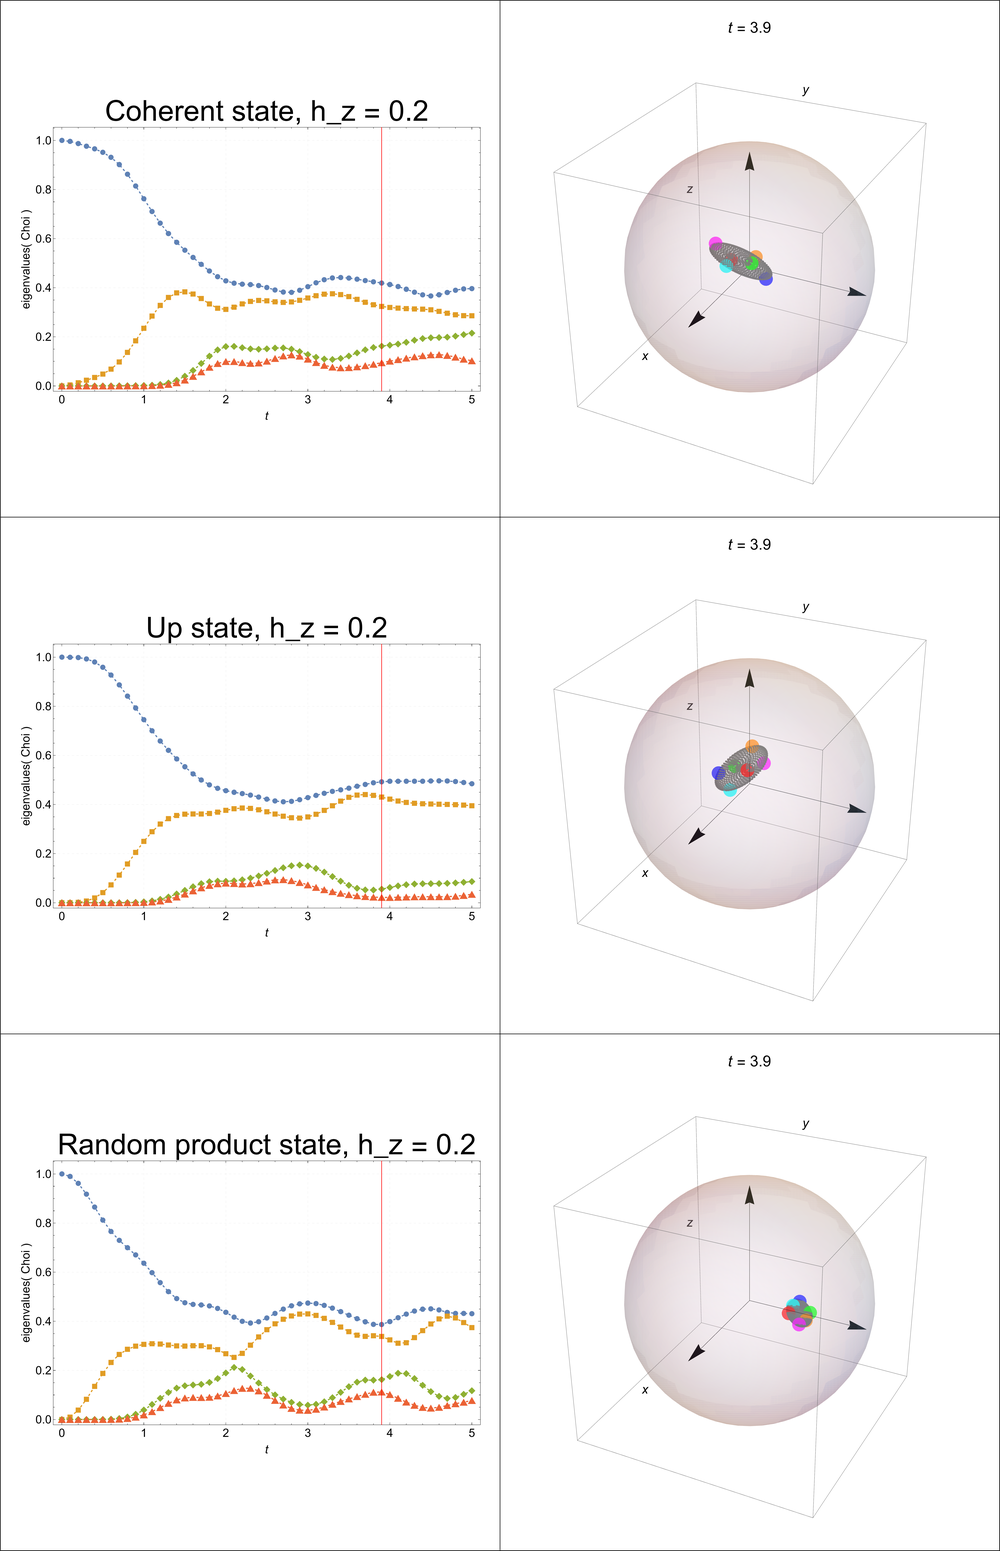 t = 3.9
Coherent state, h_z = 0.2
eigenvalues( Choi )
1.0
0.8
0.6
0.4
0.2
0.0
0 1 2 3 4 5
t
y
z
x
t = 3.9
Up state, h_z = 0.2
eigenvalues( Choi )
1.0
0.8
0.6
0.4
0.2
0.0
0 1 2 3 4 5
t
y
z
x
t = 3.9
Random product state, h_z = 0.2
eigenvalues( Choi )
1.0
0.8
0.6
0.4
0.2
0.0
0 1 2 3 4 5
t
y
z
x